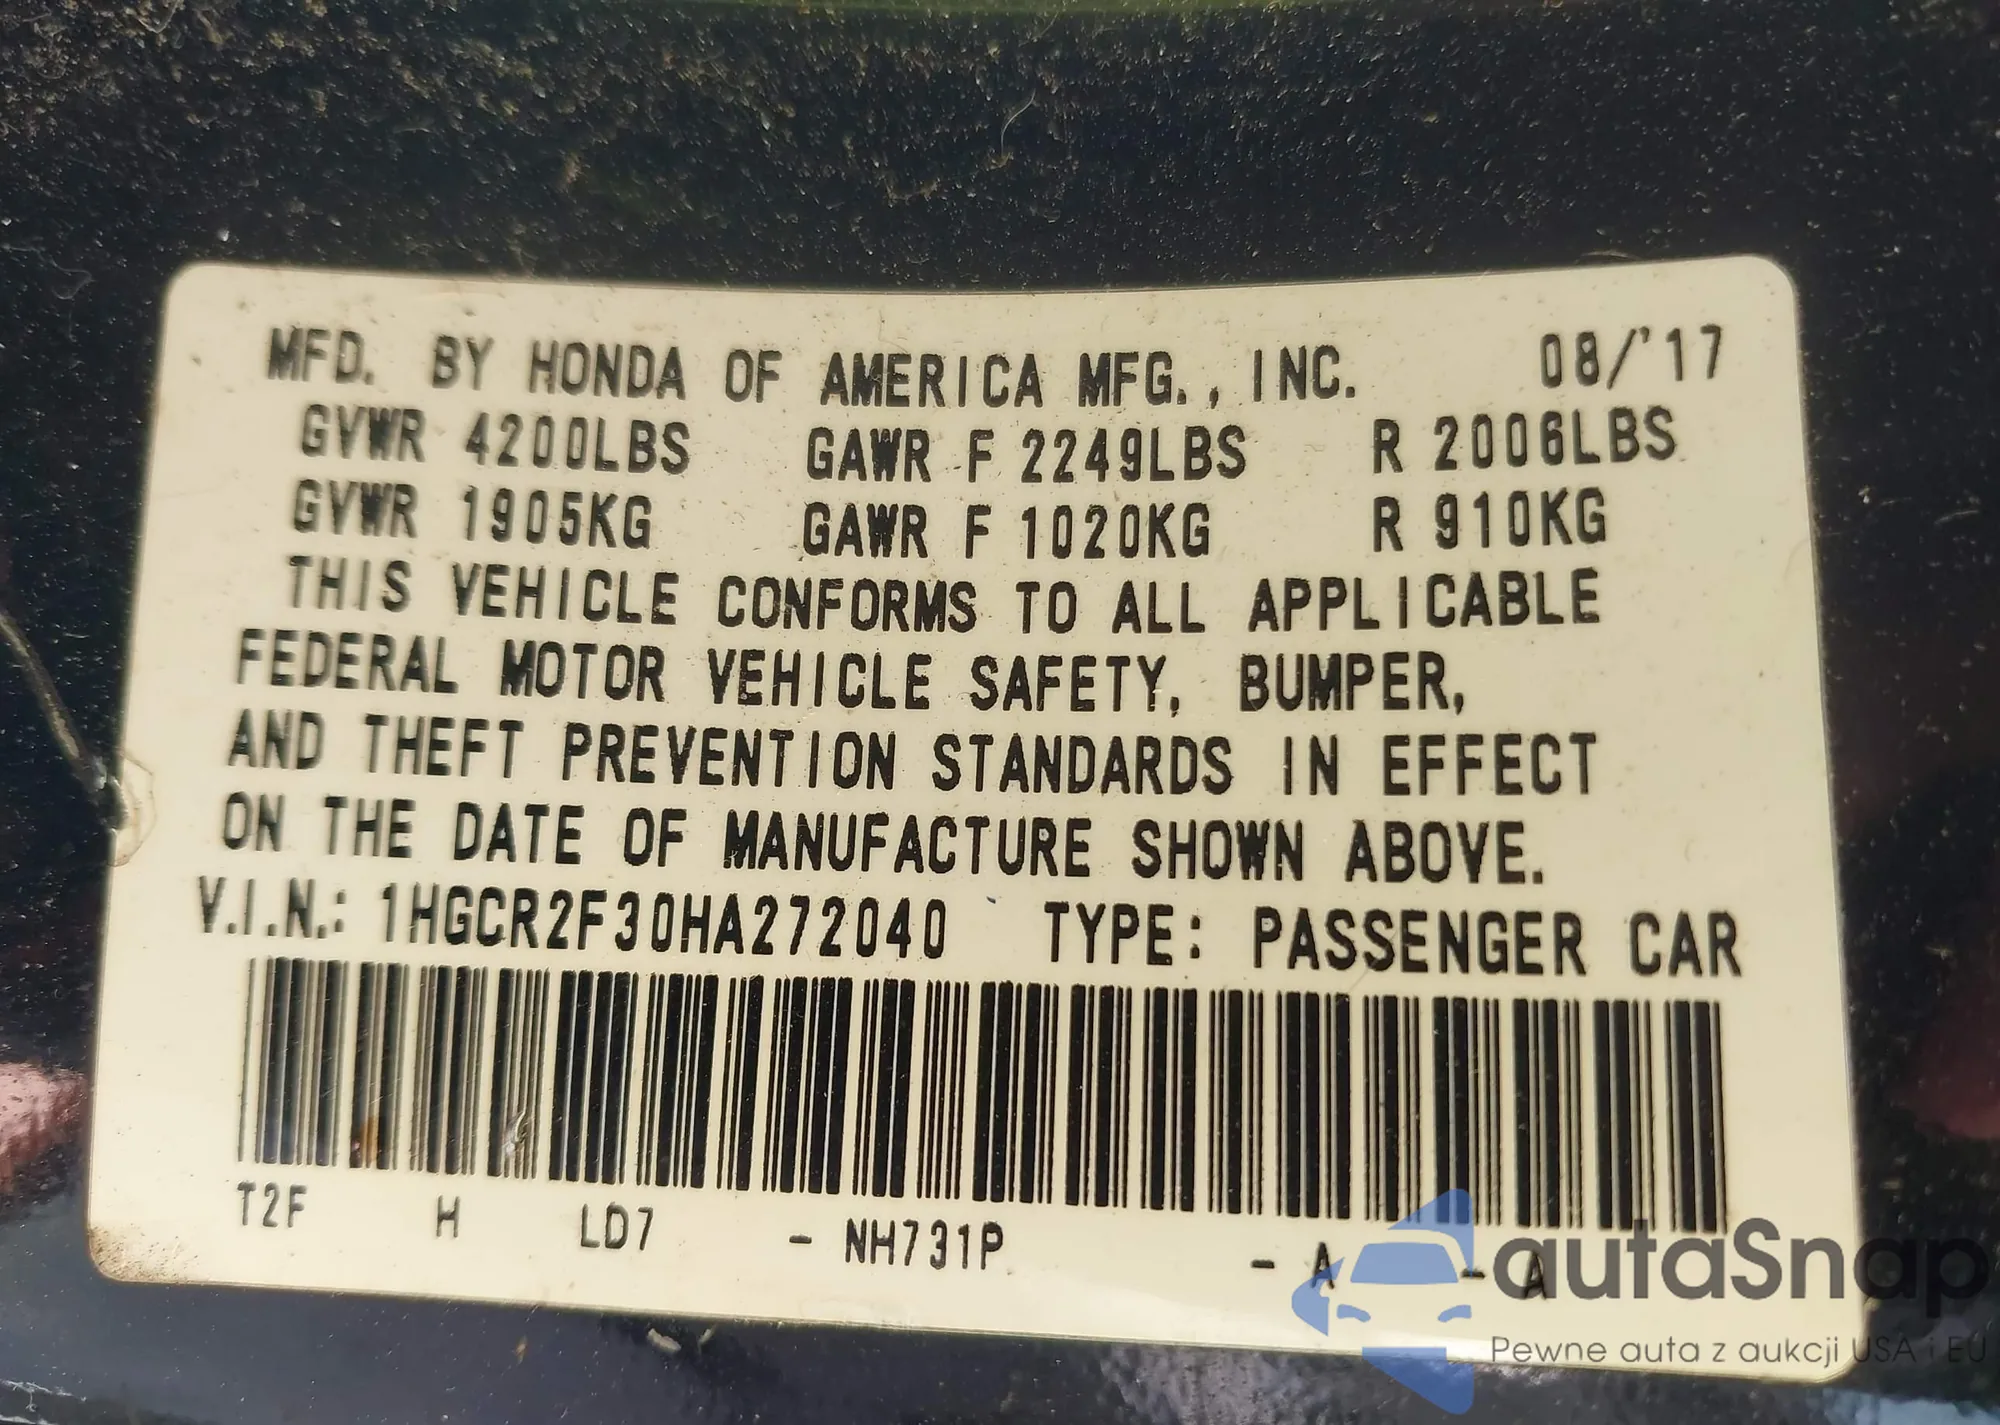 MFD. BY HONDA OF AMERICA MFG., INC. 08/'17
GVWR 4200LBS GAWR F 2249LBS R 2006LBS
GVWR 1905KG GAWR F 1020KG R 910KG
THIS VEHICLE CONFORMS TO ALL APPLICABLE
FEDERAL MOTOR VEHICLE SAFETY, BUMPER,
AND THEFT PREVENTION STANDARDS IN EFFECT
ON THE DATE OF MANUFACTURE SHOWN ABOVE.
V.I.N.: 1HGCR2F30HA272040 TYPE: PASSENGER CAR
T2F H LD7 - NH731P - A - A
autaSnap
Pewne auta z aukcji USA i EU